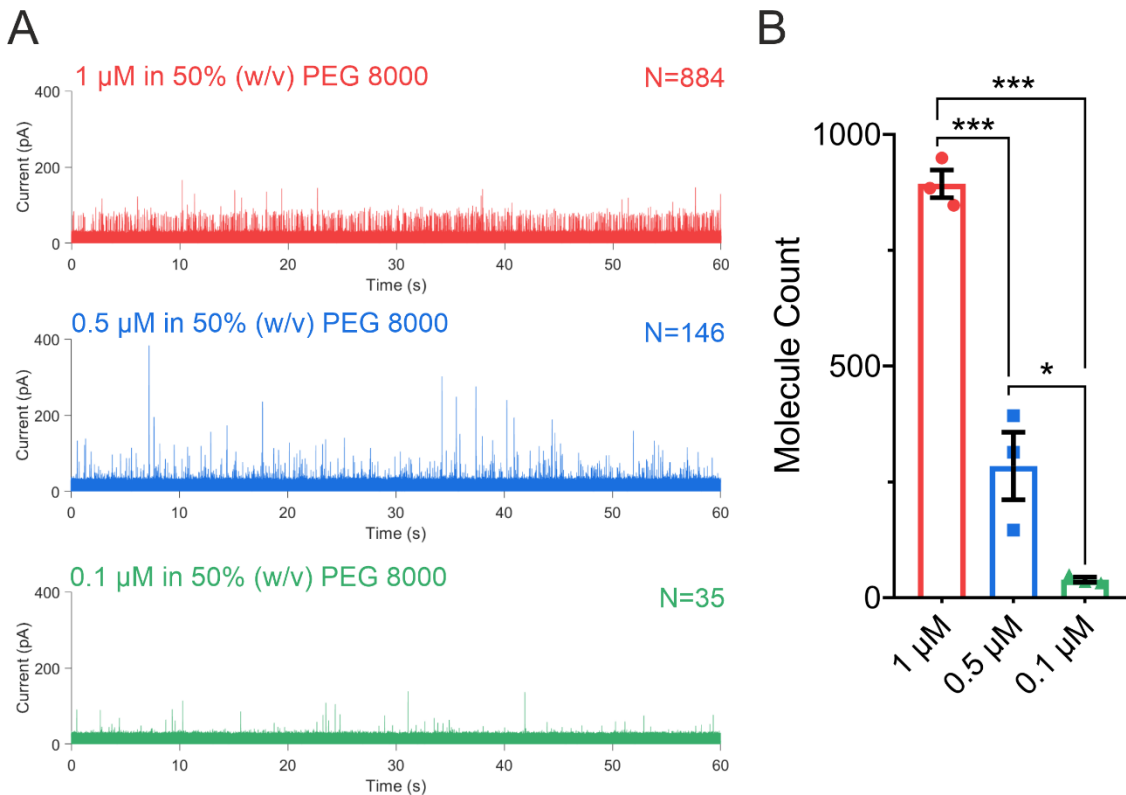 A
1 µM in 50% (w/v) PEG 8000 N=884
400
200
0
Current (pA)
0 10 20 30 40 50 60
Time (s)
0.5 µM in 50% (w/v) PEG 8000 N=146
400
200
0
Current (pA)
0 10 20 30 40 50 60
Time (s)
0.1 µM in 50% (w/v) PEG 8000 N=35
400
200
0
Current (pA)
0 10 20 30 40 50 60
Time (s)
B
***
***
*
1000
500
0
Molecule Count
1 µM 0.5 µM 0.1 µM